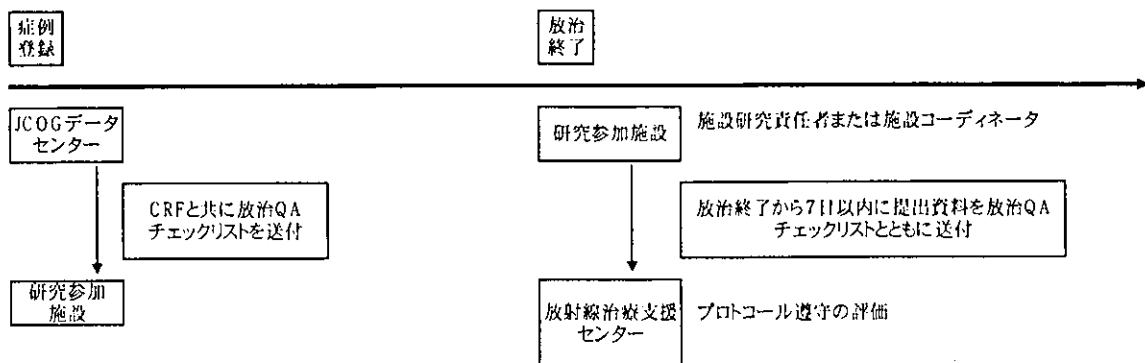 症例
登録
放治
終了
JCOGデータ
センター
研究参加施設
施設研究責任者または施設コーディネータ
CRFと共に放治QA
チェックリストを送付
放治終了から7日以内に提出資料を放治QA
チェックリストとともに送付
研究参加
施設
放射線治療支援
センター
プロトコール遵守の評価